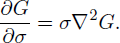 ∂G/∂σ = σ∇²G.